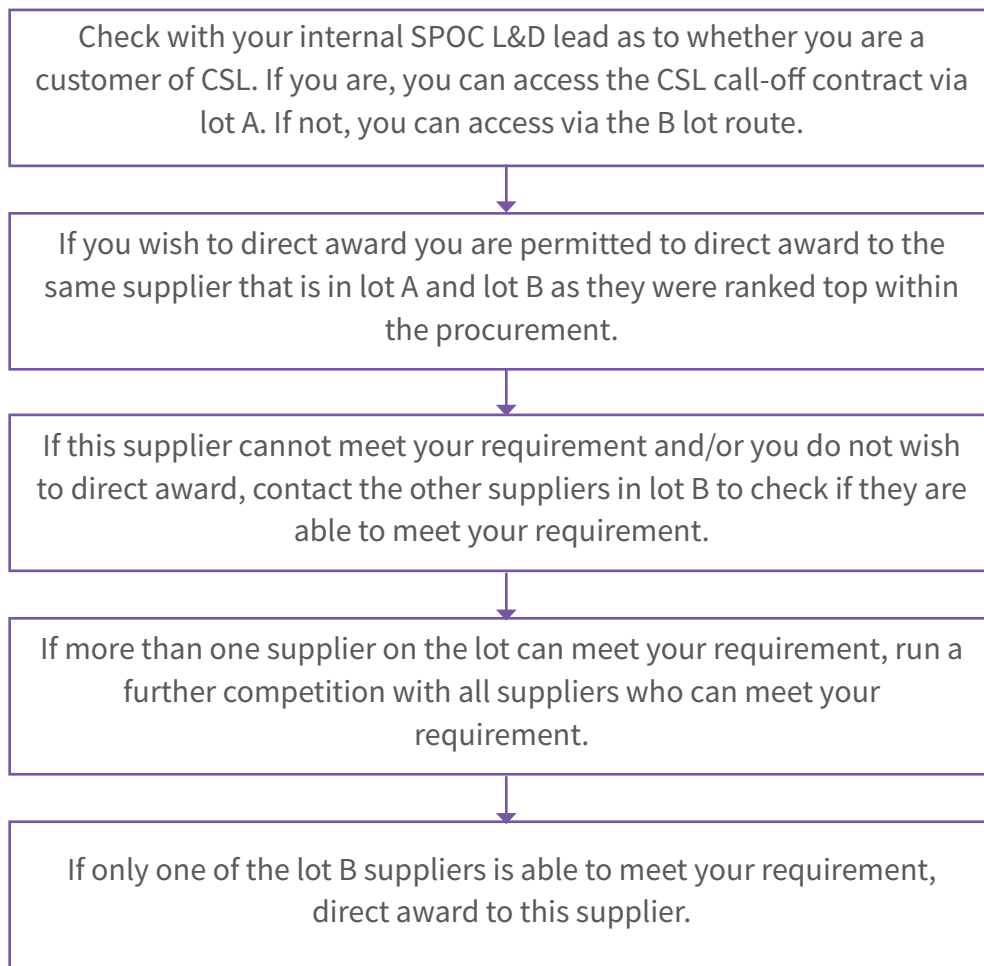 Check with your internal SPOC L&D lead as to whether you are a
customer of CSL. If you are, you can access the CSL call-off contract via
lot A. If not, you can access via the B lot route.
If you wish to direct award you are permitted to direct award to the
same supplier that is in lot A and lot B as they were ranked top within
the procurement.
If this supplier cannot meet your requirement and/or you do not wish
to direct award, contact the other suppliers in lot B to check if they are
able to meet your requirement.
If more than one supplier on the lot can meet your requirement, run a
further competition with all suppliers who can meet your
requirement.
If only one of the lot B suppliers is able to meet your requirement,
direct award to this supplier.